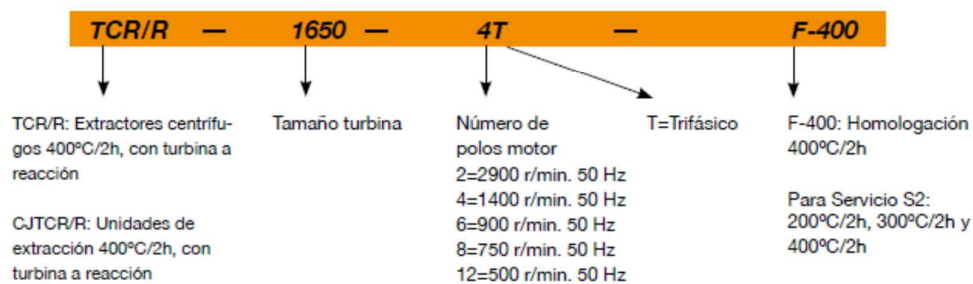 TCR/R — 1650 — 4T — F-400
TCR/R: Extractores centrífu-
gos 400ºC/2h, con turbina a
reacción
CJTCR/R: Unidades de
extracción 400ºC/2h, con
turbina a reacción
Tamaño turbina
Número de
polos motor
2=2900 r/min. 50 Hz
4=1400 r/min. 50 Hz
6=900 r/min. 50 Hz
8=750 r/min. 50 Hz
12=500 r/min. 50 Hz
T=Trifásico
F-400: Homologación
400ºC/2h
Para Servicio S2:
200ºC/2h, 300ºC/2h y
400ºC/2h